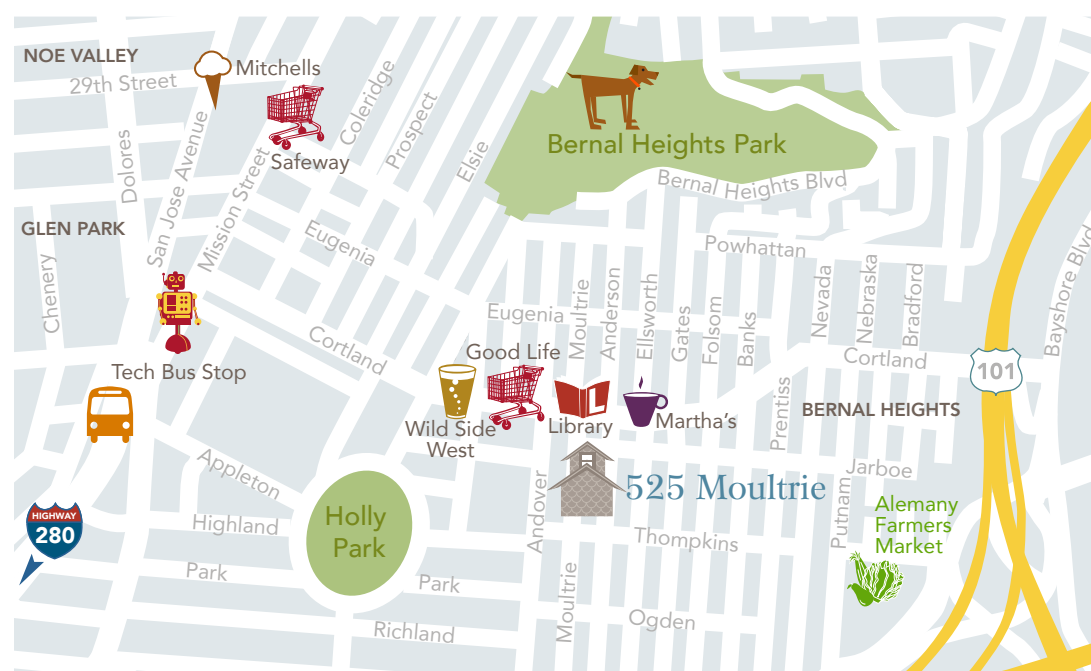 NOE VALLEY
29th Street
Mitchells
Safeway
Coleridge
Prospect
Elsie
Dolores
San Jose Avenue
Mission Street
Bernal Heights Park
Bernal Heights Blvd
GLEN PARK
Chenery
Eugenia
Powhattan
Nevada
Nebraska
Bradford
Bayshore Blvd
Tech Bus Stop
Cortland
Eugenia
Moultrie
Anderson
Ellsworth
Gates
Folsom
Banks
Good Life
Cortland
101
Wild Side
West
Library
L
Martha's
Prentiss
BERNAL HEIGHTS
Appleton
Jarboe
525 Moultrie
Putnam
Alemany
Farmers
Market
HIGHWAY
280
Highland
Holly
Park
Andover
Thompkins
Park
Park
Richland
Moultrie
Ogden